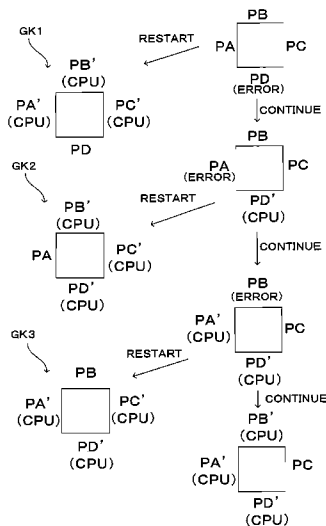 PB
GK1
RESTART
PA
PC
PB'
(CPU)
PD
(ERROR)
PA'
(CPU)
PC'
(CPU)
CONTINUE
PB
PD
GK2
PA
(ERROR)
PC
RESTART
PB'
(CPU)
PD'
(CPU)
PA
PC'
(CPU)
CONTINUE
PD'
(CPU)
PB
(ERROR)
GK3
PA'
(CPU)
PC
RESTART
PB
PD'
(CPU)
PA'
(CPU)
PC'
(CPU)
CONTINUE
PB'
(CPU)
PD'
(CPU)
PA'
(CPU)
PC
PD'
(CPU)